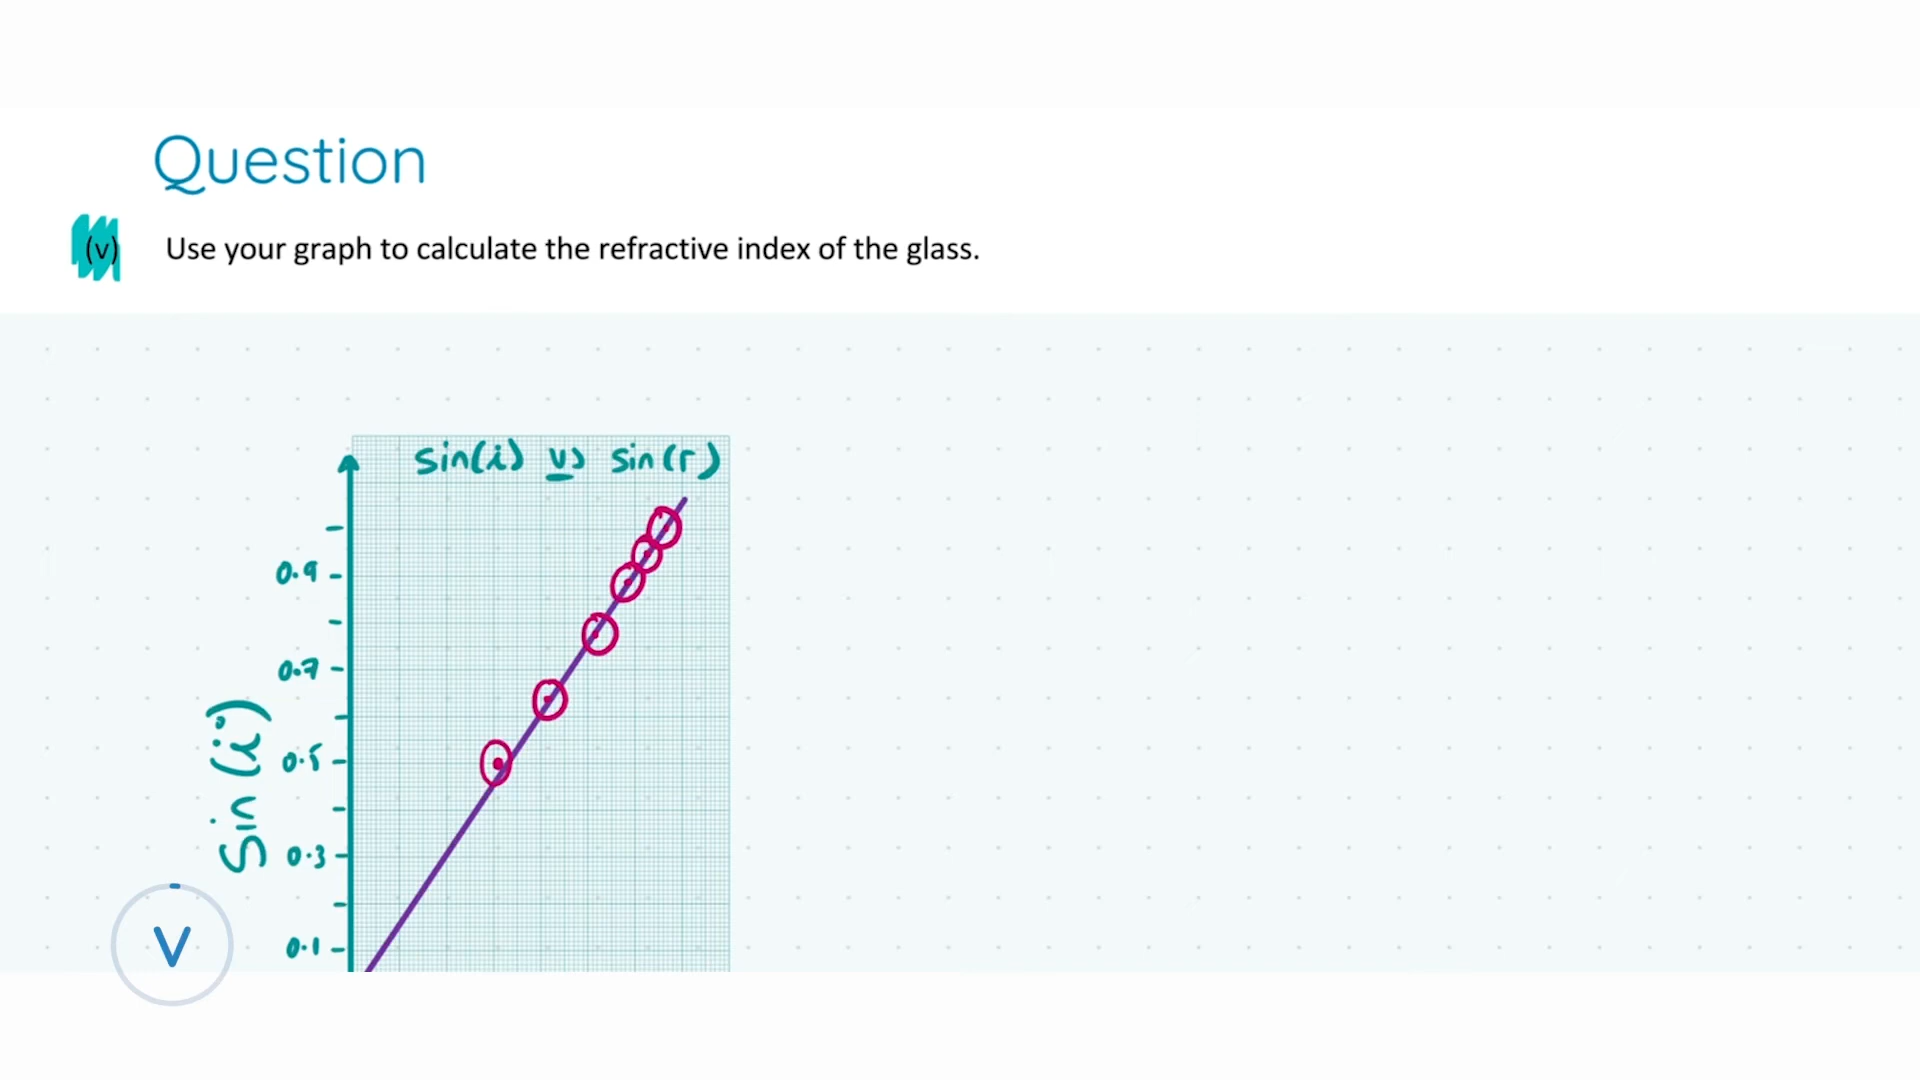 Question
(v) Use your graph to calculate the refractive index of the glass.
sin(i) vs sin(r)
0.9
0.7
0.5
0.3
0.1
Sin (i)
V